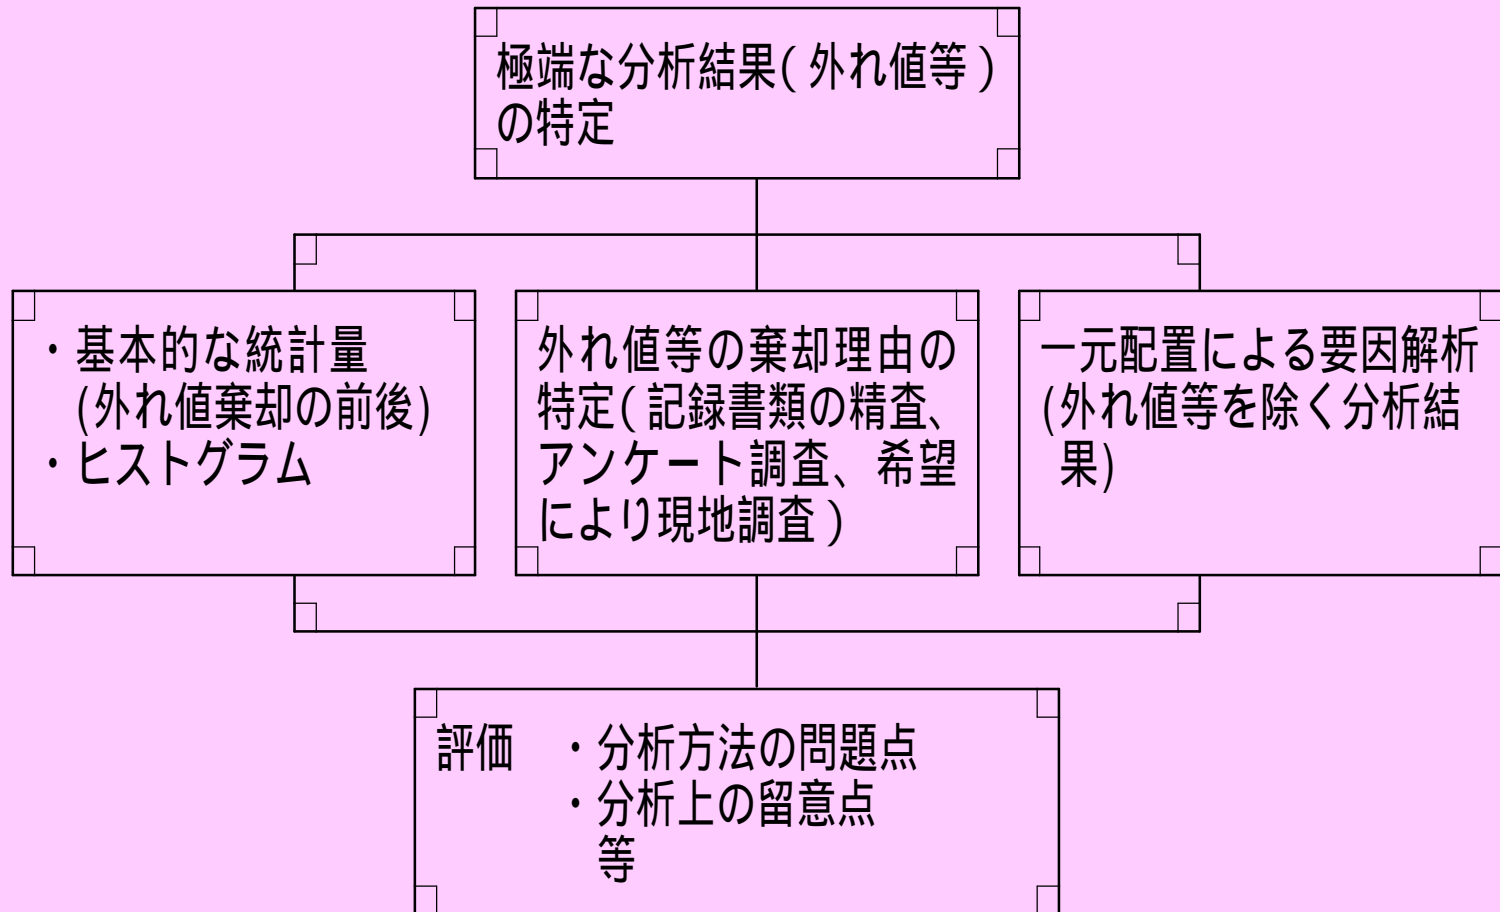 極端な分析結果(外れ値等)
の特定
・基本的な統計量
(外れ値棄却の前後)
・ヒストグラム
外れ値等の棄却理由の
特定(記録書類の精査、
アンケート調査、希望
により現地調査)
一元配置による要因解析
(外れ値等を除く分析結
果)
評価 ・分析方法の問題点
・分析上の留意点
等